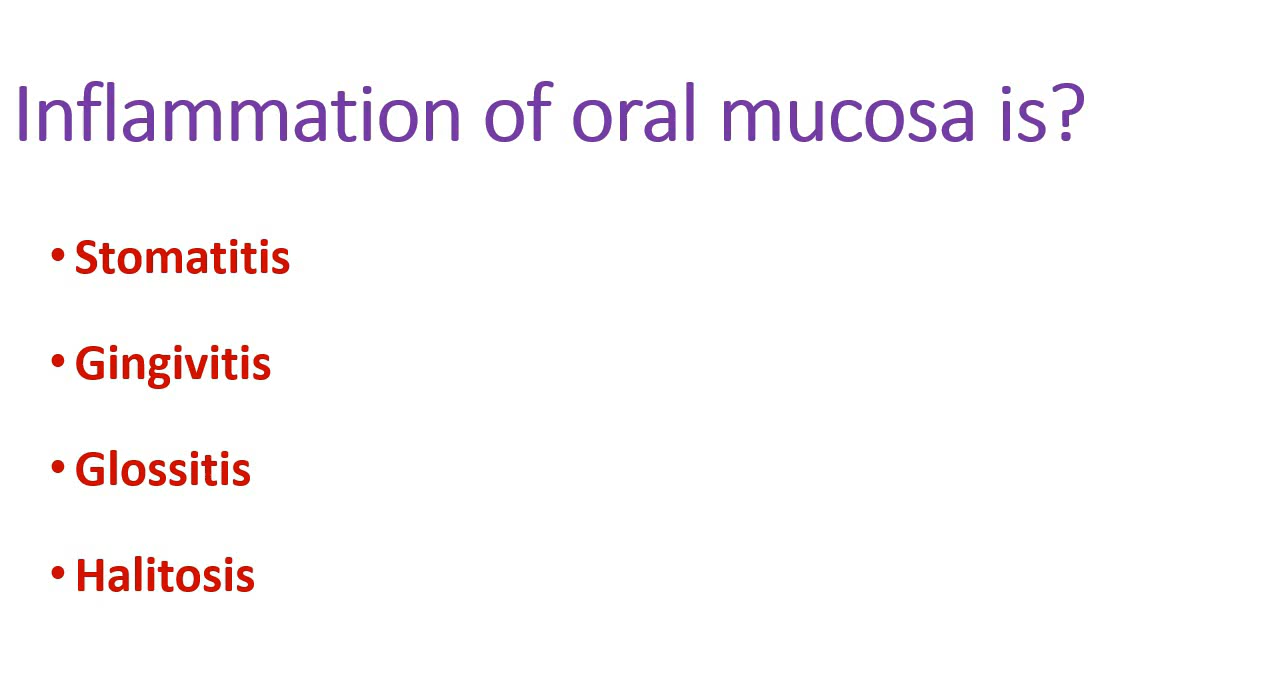 Inflammation of oral mucosa is?
• Stomatitis
• Gingivitis
• Glossitis
• Halitosis